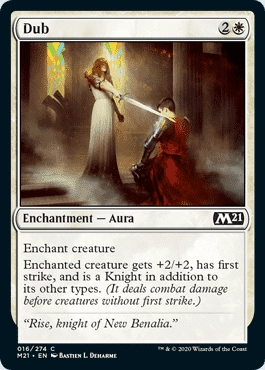 Dub 2
Enchantment — Aura M21
Enchant creature
Enchanted creature gets +2/+2, has first
strike, and is a Knight in addition to
its other types. (It deals combat damage
before creatures without first strike.)
"Rise, knight of New Benalia."
016/274 C ™ & © 2020 Wizards of the Coast
M21 • EN Bastien L. Deharme